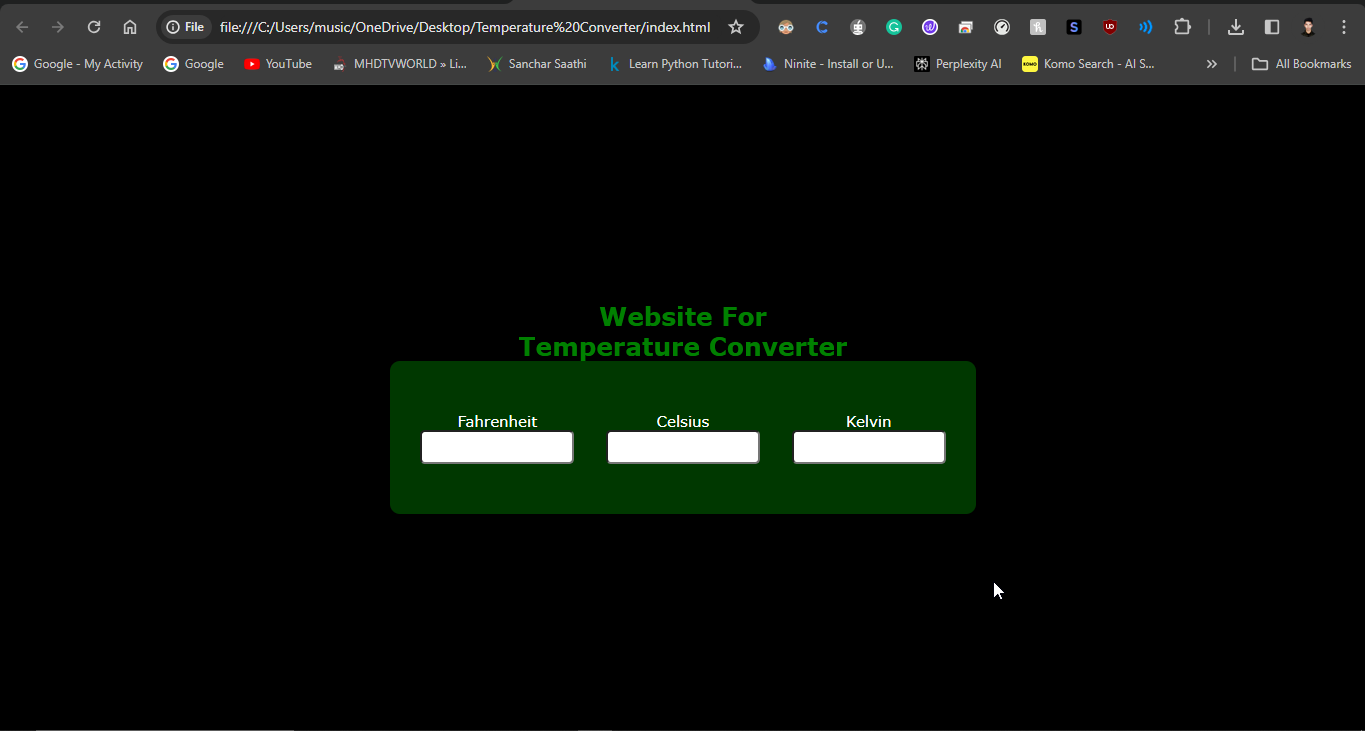 File file:///C:/Users/music/OneDrive/Desktop/Temperature%20Converter/index.html
Google - My Activity Google YouTube MHDTVWORLD » Li... Sanchar Saathi Learn Python Tutori... Ninite - Install or U... Perplexity AI Komo Search - AI S... » All Bookmarks
Website For
Temperature Converter
Fahrenheit Celsius Kelvin